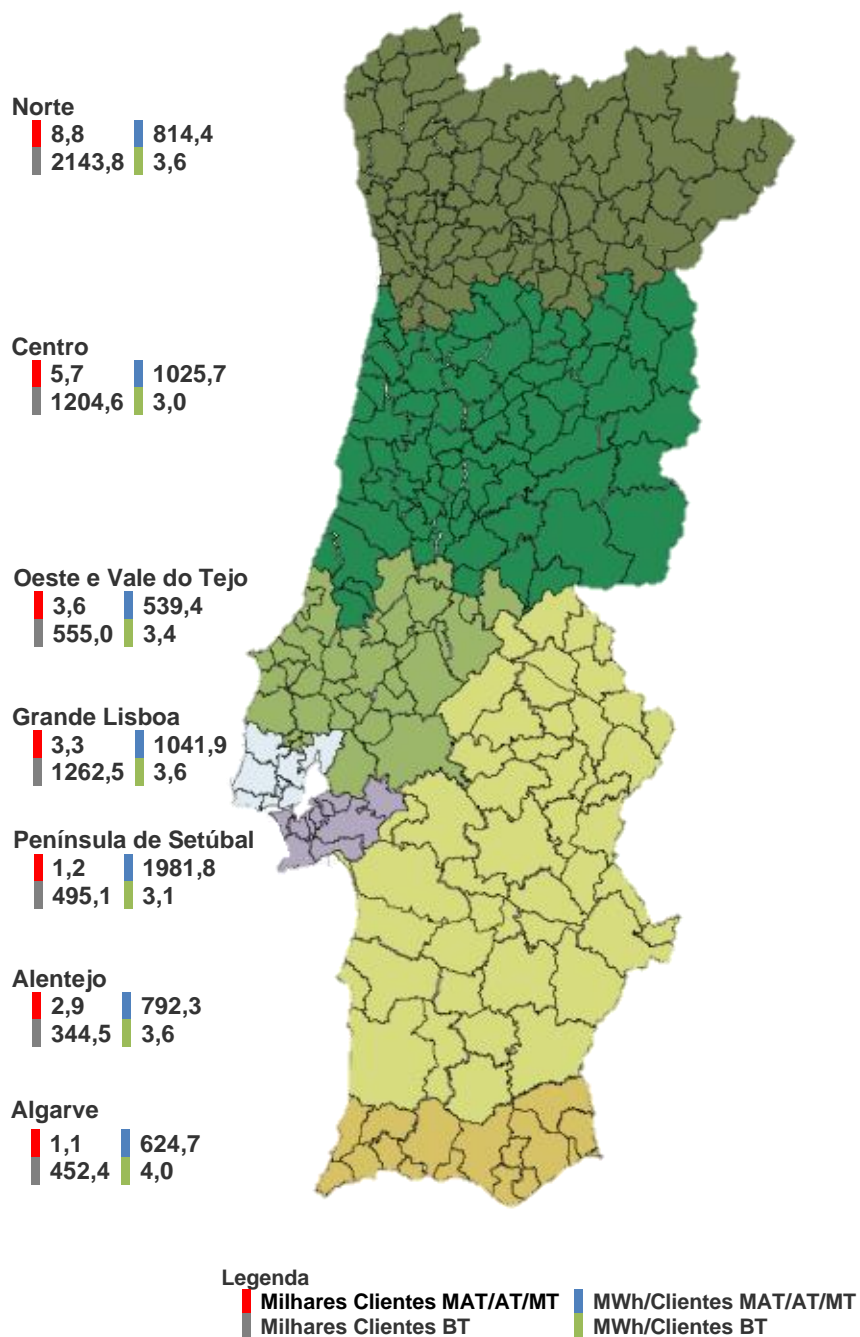 Norte
8,8 814,4
2143,8 3,6
Centro
5,7 1025,7
1204,6 3,0
Oeste e Vale do Tejo
3,6 539,4
555,0 3,4
Grande Lisboa
3,3 1041,9
1262,5 3,6
Península de Setúbal
1,2 1981,8
495,1 3,1
Alentejo
2,9 792,3
344,5 3,6
Algarve
1,1 624,7
452,4 4,0
Legenda
Milhares Clientes MAT/AT/MT MWh/Clientes MAT/AT/MT
Milhares Clientes BT MWh/Clientes BT